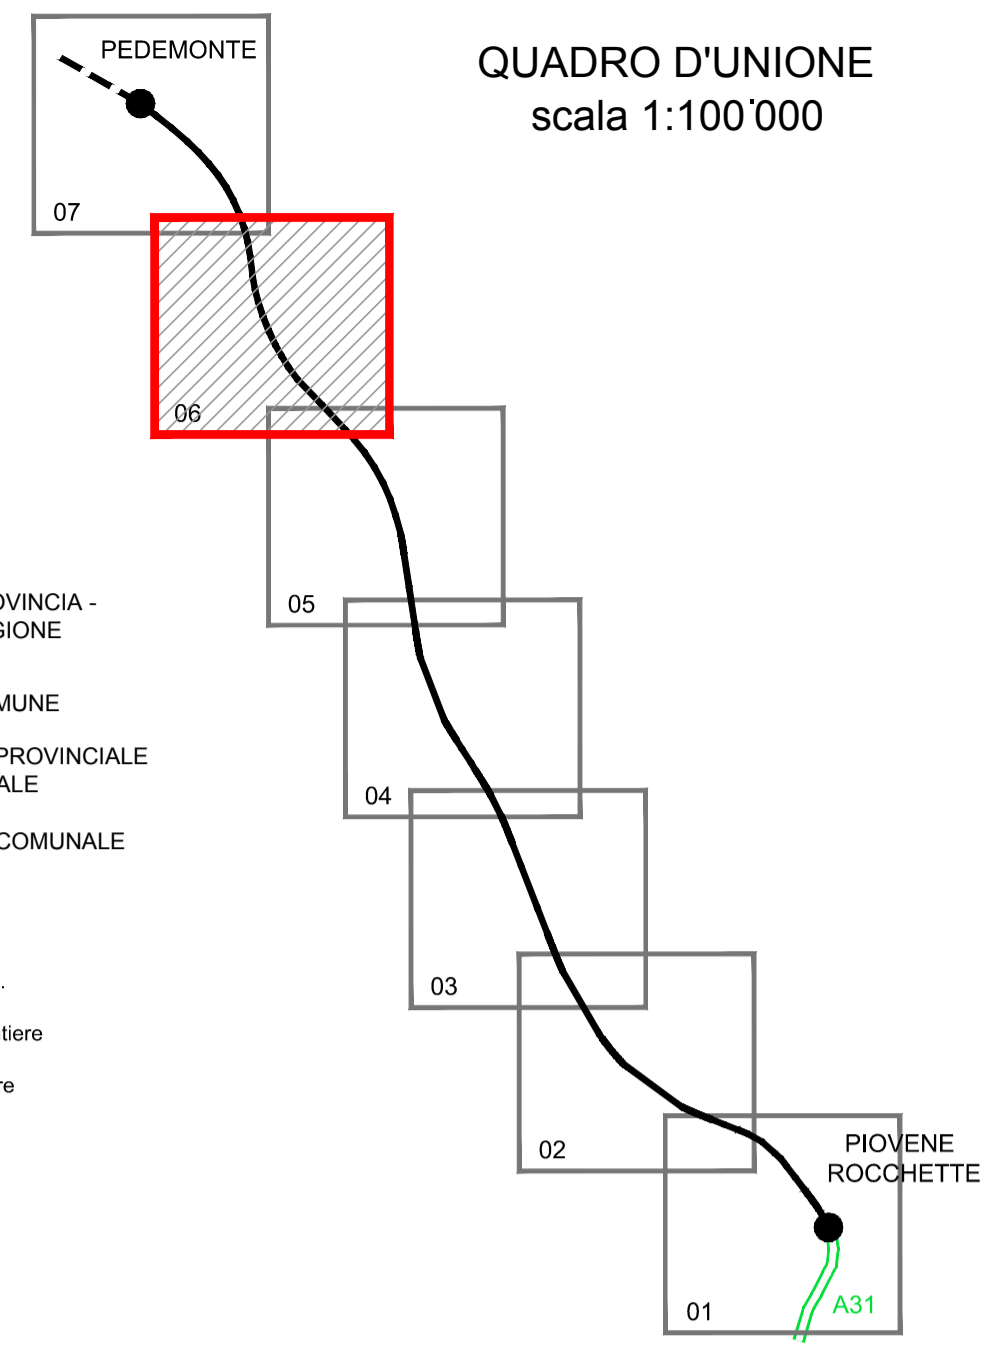 PEDEMONTE
QUADRO D'UNIONE
scala 1:100'000
07
06
05
OVINCIA -
GIONE
MUNE
PROVINCIALE
ALE
04
COMUNALE
03
.
tiere
re
02
PIOVENE
ROCCHETTE
01
A31